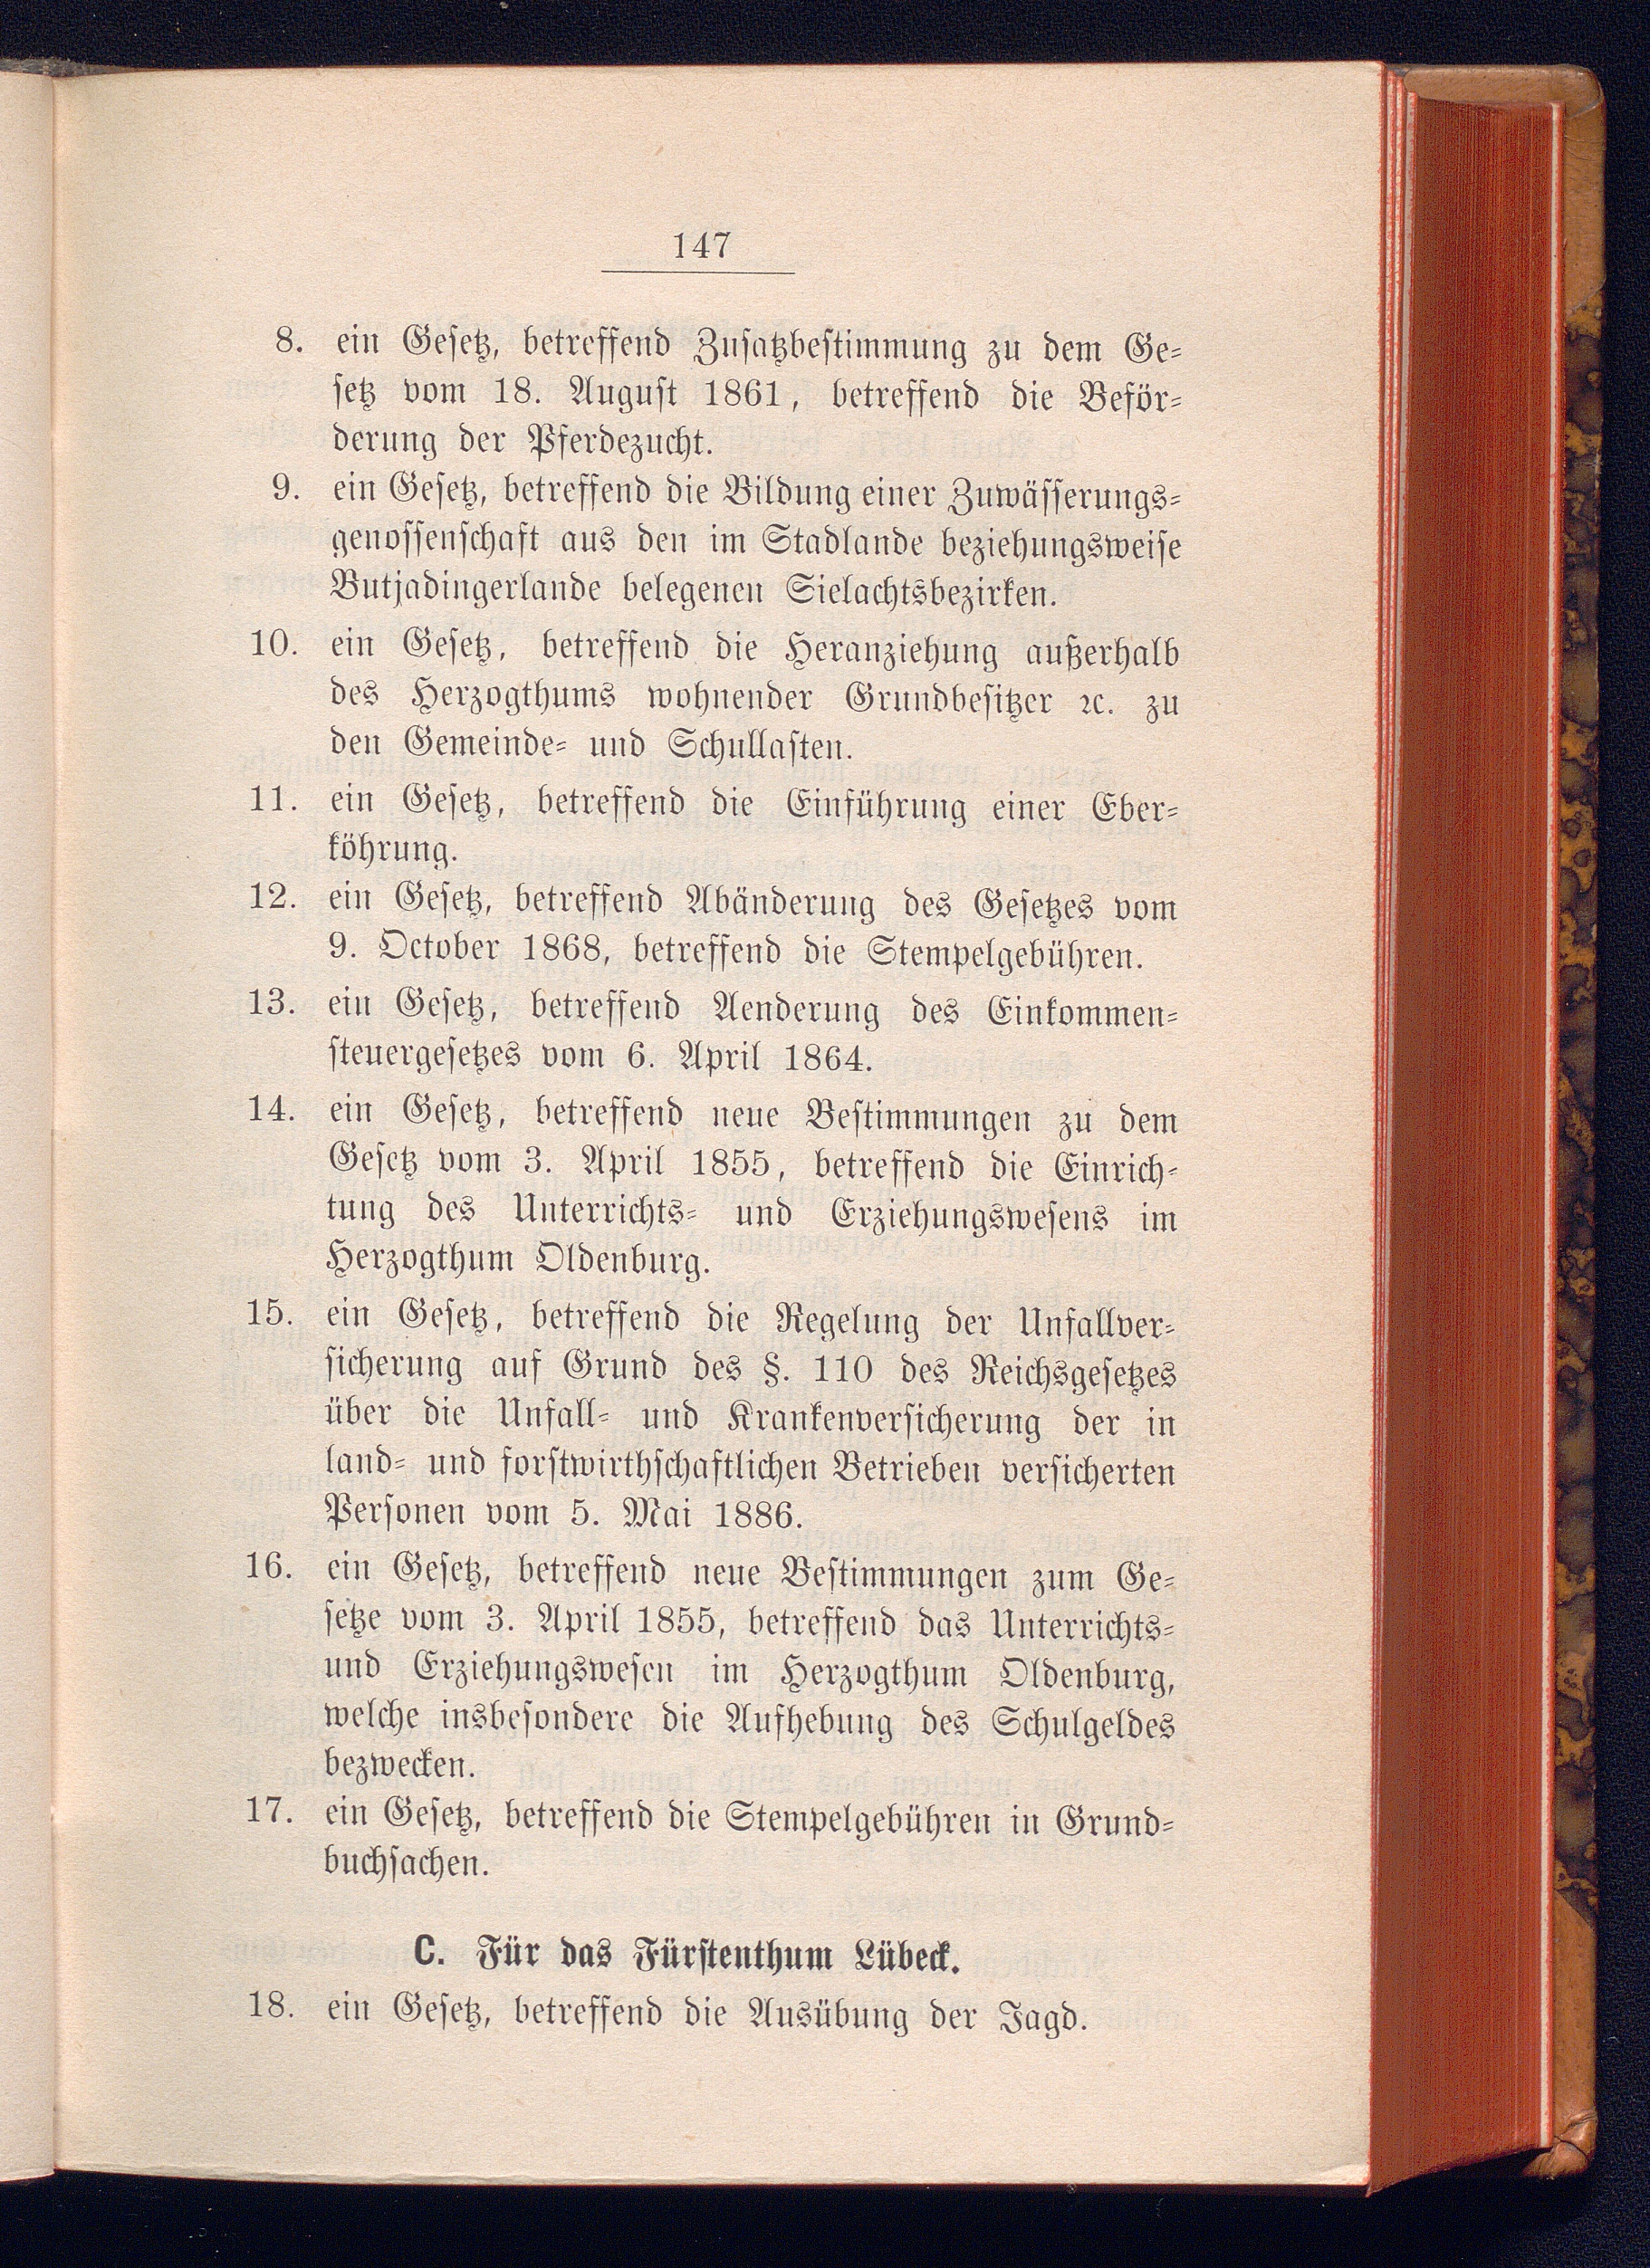 147
8. ein Gesetz, betreffend Zusatzbestimmung zu dem Ge-
setz vom 18. August 1861, betreffend die Beför-
derung der Pferdezucht.
9. ein Gesetz, betreffend die Bildung einer Zuwässerungs-
genossenschaft aus den im Stadlande beziehungsweise
Butjadingerlande belegenen Sielachtsbezirken.
10. ein Gesetz, betreffend die Heranziehung außerhalb
des Herzogthums wohnender Grundbesitzer ꝛc. zu
den Gemeinde- und Schullasten.
11. ein Gesetz, betreffend die Einführung einer Eber-
köhrung.
12. ein Gesetz, betreffend Abänderung des Gesetzes vom
9. October 1868, betreffend die Stempelgebühren.
13. ein Gesetz, betreffend Aenderung des Einkommen-
steuergesetzes vom 6. April 1864.
14. ein Gesetz, betreffend neue Bestimmungen zu dem
Gesetz vom 3. April 1855, betreffend die Einrich-
tung des Unterrichts- und Erziehungswesens im
Herzogthum Oldenburg.
15. ein Gesetz, betreffend die Regelung der Unfallver-
sicherung auf Grund des §. 110 des Reichsgesetzes
über die Unfall- und Krankenversicherung der in
land- und forstwirthschaftlichen Betrieben versicherten
Personen vom 5. Mai 1886.
16. ein Gesetz, betreffend neue Bestimmungen zum Ge-
setze vom 3. April 1855, betreffend das Unterrichts-
und Erziehungswesen im Herzogthum Oldenburg,
welche insbesondere die Aufhebung des Schulgeldes
bezwecken.
17. ein Gesetz, betreffend die Stempelgebühren in Grund-
buchsachen.
C. Für das Fürstenthum Lübeck.
18. ein Gesetz, betreffend die Ausübung der Jagd.